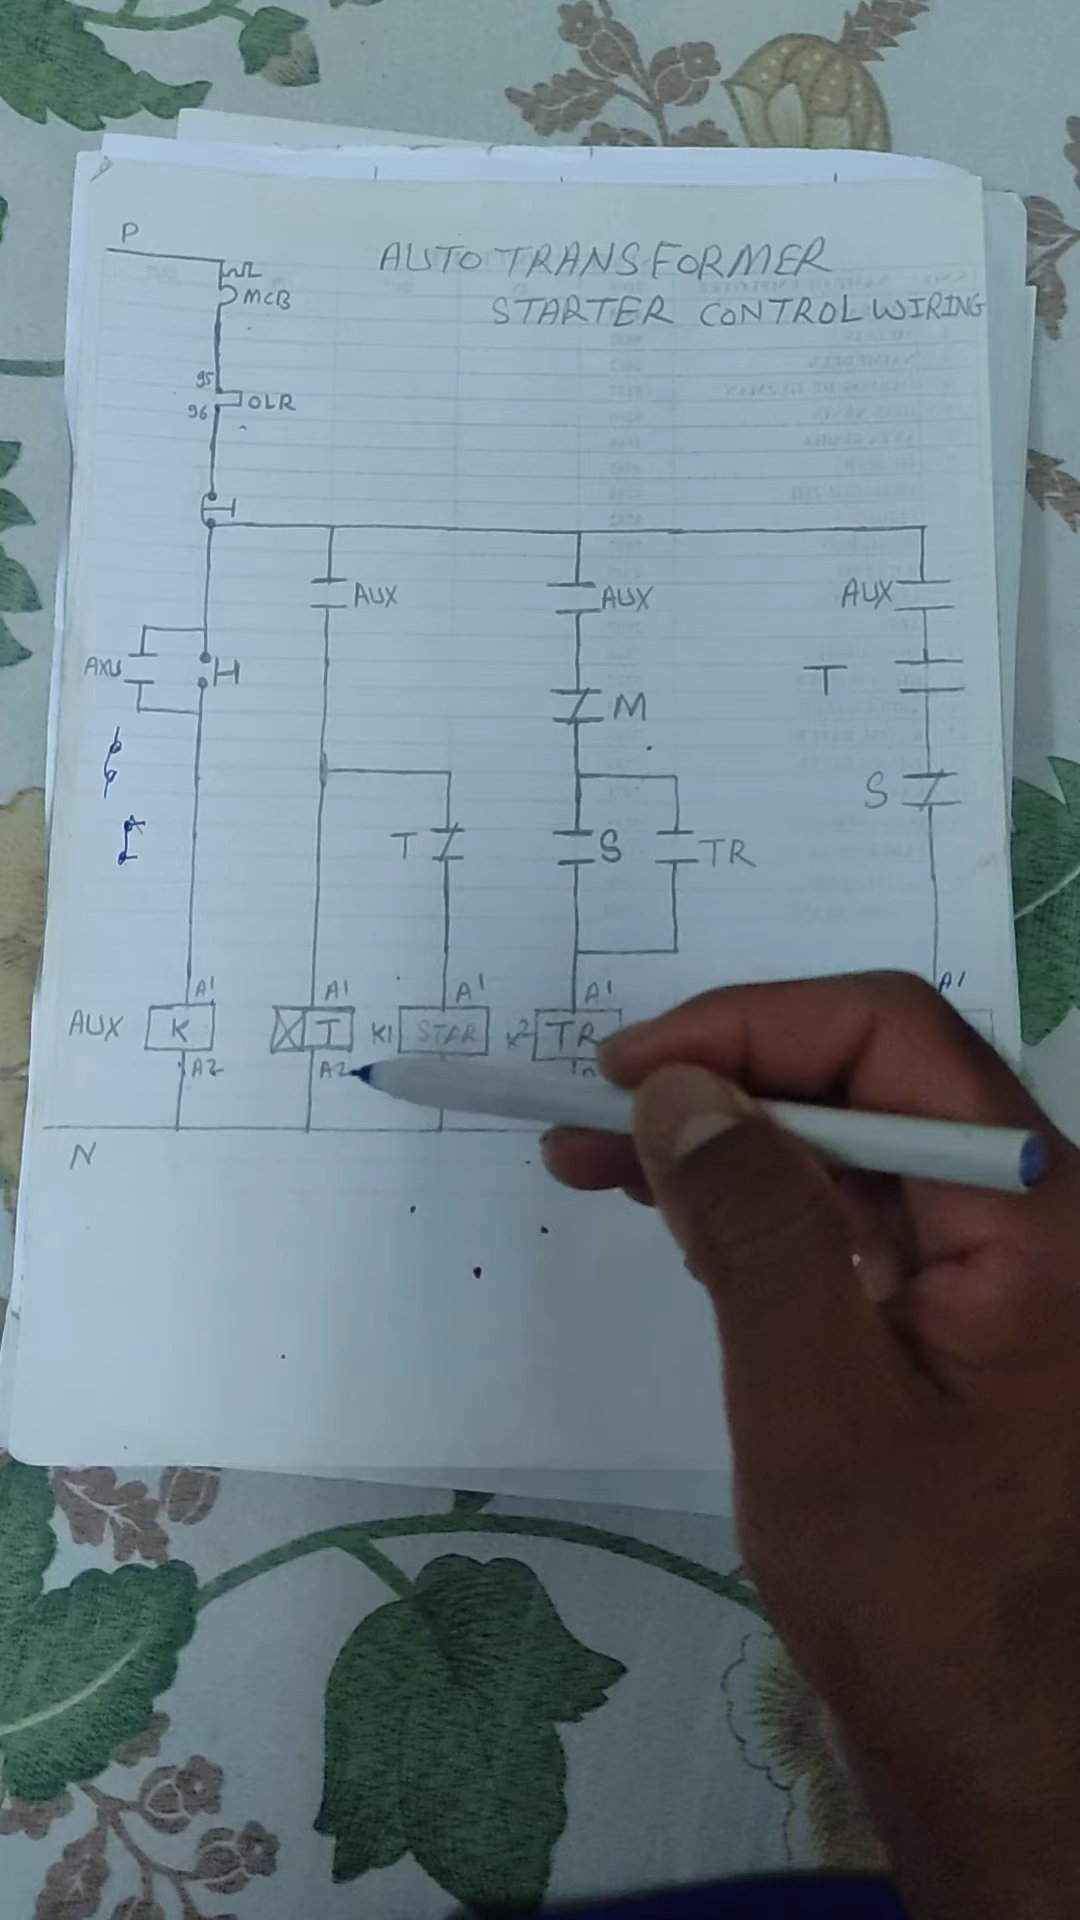 P
AUTO TRANSFORMER
STARTER CONTROL WIRING
MCB
95
96
OLR
AUX
AUX
AUX
AXU
T
M
S
T
S
TR
A1
A1
A1
A1
A1
AUX
K
T
K1
STAR
K2
TR
A2
A2
N